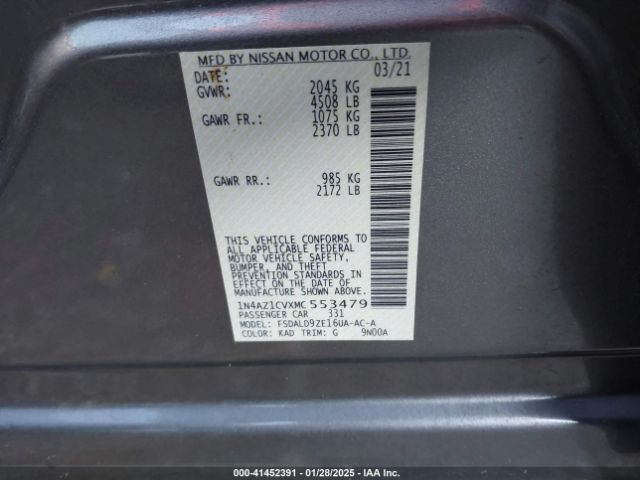 MFD BY NISSAN MOTOR CO., LTD.
DATE: 03/21
GVWR: 2045 KG
4508 LB
GAWR FR.: 1075 KG
2370 LB
GAWR RR.: 985 KG
2172 LB
THIS VEHICLE CONFORMS TO
ALL APPLICABLE FEDERAL
MOTOR VEHICLE SAFETY,
BUMPER, AND THEFT
PREVENTION STANDARDS IN
EFFECT ON THE DATE OF
MANUFACTURE SHOWN ABOVE.
1N4AZ1CVXMC553479
PASSENGER CAR 331
MODEL: FSDALD9ZE16UA-AC-A
COLOR: KAD TRIM: G 9N00A
000-41452391 - 01/28/2025 - IAA Inc.